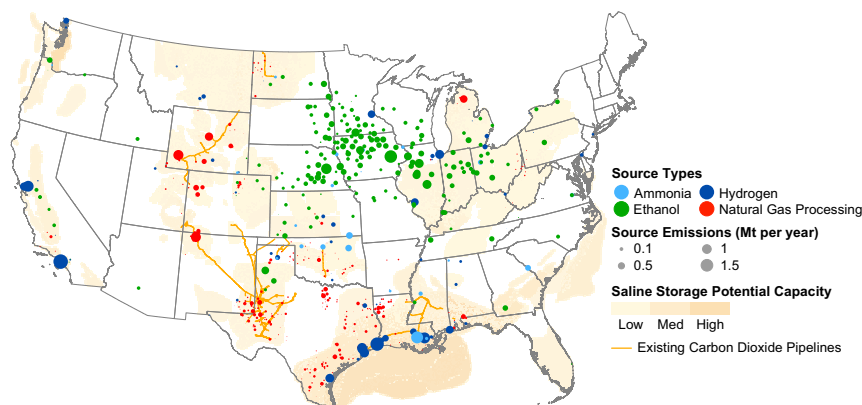 Source Types
Ammonia Hydrogen
Ethanol Natural Gas Processing
Source Emissions (Mt per year)
0.1 1
0.5 1.5
Saline Storage Potential Capacity
Low Med High
Existing Carbon Dioxide Pipelines